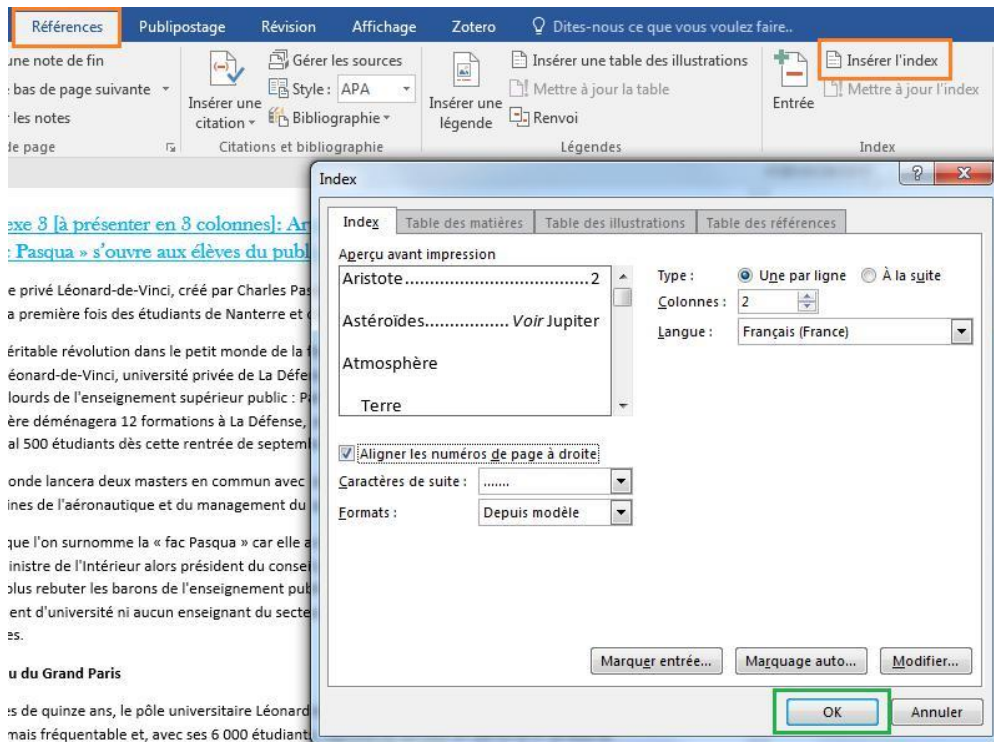 Références Publipostage Révision Affichage Zotero Dites-nous ce que vous voulez faire..
une note de fin
bas de page suivante
les notes
de page
Insérer une
citation
Gérer les sources
Style : APA
Bibliographie
Citations et bibliographie
Insérer une
légende
Insérer une table des illustrations
Mettre à jour la table
Renvoi
Légendes
Entrée
Insérer l'index
Mettre à jour l'index
Index
exe 3 [à présenter en 3 colonnes]: Ar
Pasqua » s'ouvre aux élèves du publ
e privé Léonard-de-Vinci, créé par Charles Pas
a première fois des étudiants de Nanterre et
éritable révolution dans le petit monde de la
éonard-de-Vinci, université privée de La Défe
lourds de l'enseignement supérieur public : P
ère déménagera 12 formations à La Défense,
al 500 étudiants dès cette rentrée de septem
onde lancera deux masters en commun avec
ines de l'aéronautique et du management du
que l'on surnomme la « fac Pasqua » car elle a
inistre de l'Intérieur alors président du consei
plus rebuter les barons de l'enseignement pub
ent d'université ni aucun enseignant du secte
es.
u du Grand Paris
es de quinze ans, le pôle universitaire Léonard
mais fréquentable et, avec ses 6 000 étudiant
Index
Index Table des matières Table des illustrations Table des références
Aperçu avant impression
Aristote.....................................2
Astéroïdes................. Voir Jupiter
Atmosphère
Terre
Type : Une par ligne À la suite
Colonnes : 2
Langue : Français (France)
Aligner les numéros de page à droite
Caractères de suite : .......
Formats : Depuis modèle
Marquer entrée... Marquage auto... Modifier...
OK Annuler